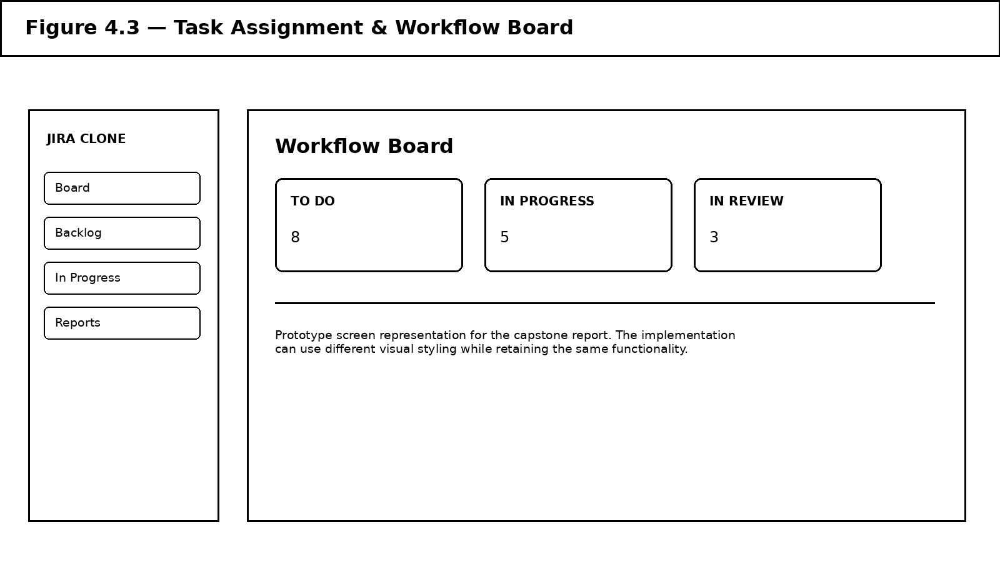 Figure 4.3 — Task Assignment & Workflow Board
JIRA CLONE
Board
Backlog
In Progress
Reports
Workflow Board
TO DO
8
IN PROGRESS
5
IN REVIEW
3
Prototype screen representation for the capstone report. The implementation
can use different visual styling while retaining the same functionality.